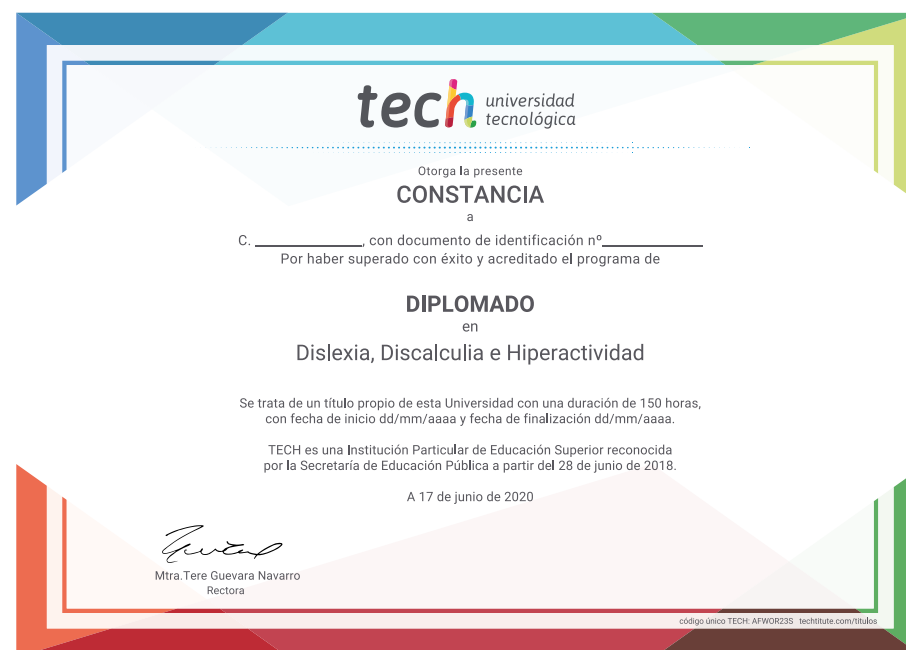 tech universidad
tecnológica
Otorga la presente
CONSTANCIA
a
C. ____________, con documento de identificación nº____________
Por haber superado con éxito y acreditado el programa de
DIPLOMADO
en
Dislexia, Discalculia e Hiperactividad
Se trata de un título propio de esta Universidad con una duración de 150 horas,
con fecha de inicio dd/mm/aaaa y fecha de finalización dd/mm/aaaa.
TECH es una Institución Particular de Educación Superior reconocida
por la Secretaría de Educación Pública a partir del 28 de junio de 2018.
A 17 de junio de 2020
Mtra.Tere Guevara Navarro
Rectora
código único TECH: AFWOR23S techtitute.com/titulos